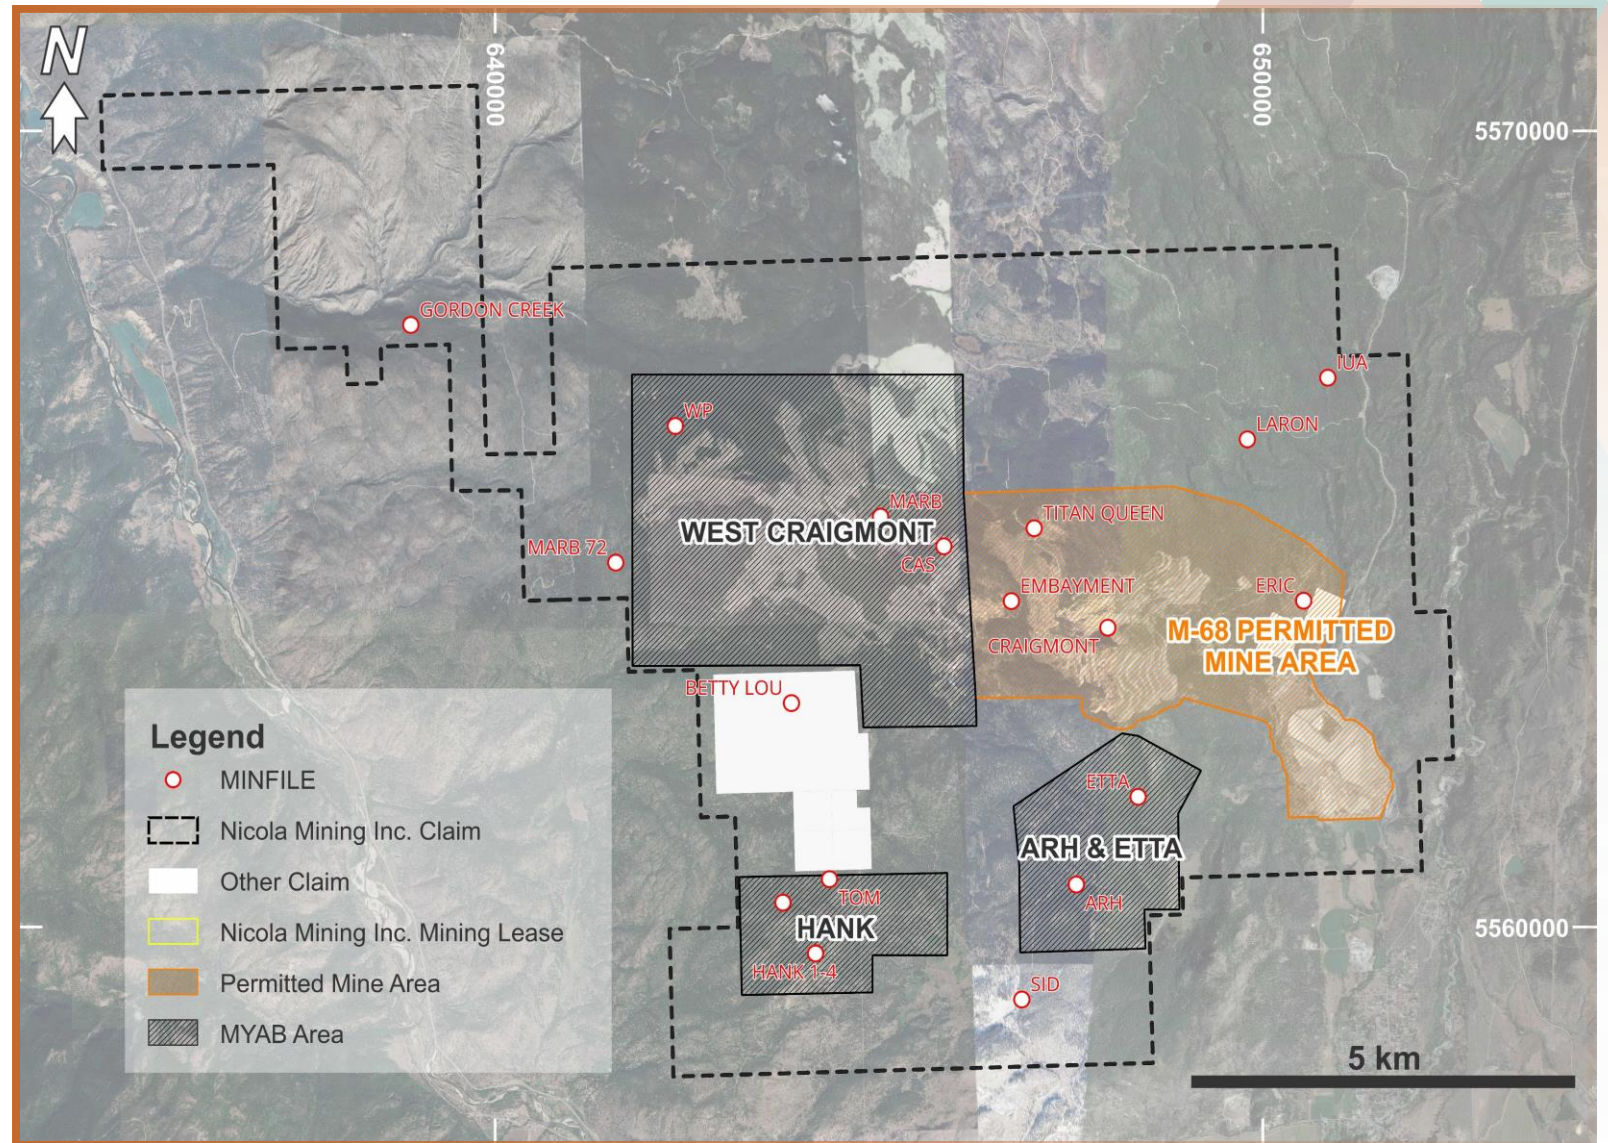 N
640000
650000
5570000
GORDON CREEK
IUA
WP
LARON
MARB
TITAN QUEEN
WEST CRAIGMONT
MARB 72
CAS
EMBAYMENT
ERIC
CRAIGMONT
M-68 PERMITTED
MINE AREA
BETTY LOU
ETTA
ARH & ETTA
TOM
ARH
HANK
5560000
HANK 1-4
SID
Legend
MINFILE
Nicola Mining Inc. Claim
Other Claim
Nicola Mining Inc. Mining Lease
Permitted Mine Area
MYAB Area
5 km